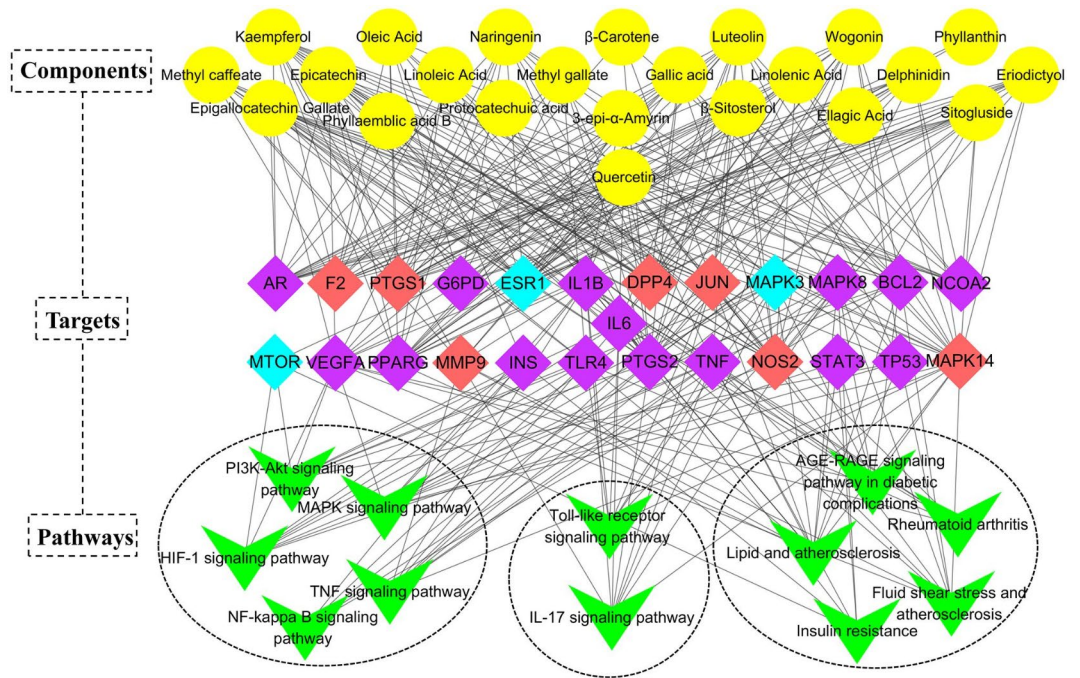 Components
Kaempferol
Oleic Acid
Naringenin
β-Carotene
Luteolin
Wogonin
Phyllanthin
Methyl caffeate
Epicatechin
Gallate
Linoleic Acid
Methyl gallate
Gallic acid
Linolenic Acid
Delphinidin
Eriodictyol
Epigallocatechin
Phyllaemblic acid B
Protocatechuic acid
3-epi-α-Amyrin
β-Sitosterol
Ellagic Acid
Sitogluside
Quercetin
Targets
AR
F2
PTGS1
G6PD
ESR1
IL1B
DPP4
JUN
MAPK3
MAPK8
BCL2
NCOA2
IL6
MTOR
VEGFA
PPARG
MMP9
INS
TLR4
PTGS2
TNF
NOS2
STAT3
TP53
MAPK14
Pathways
PI3K-Akt signaling
pathway
MAPK signaling pathway
HIF-1 signaling pathway
TNF signaling pathway
NF-kappa B signaling
pathway
Toll-like receptor
signaling pathway
IL-17 signaling pathway
AGE-RAGE signaling
pathway in diabetic
complications
Rheumatoid arthritis
Lipid and atherosclerosis
Fluid shear stress and
atherosclerosis
Insulin resistance